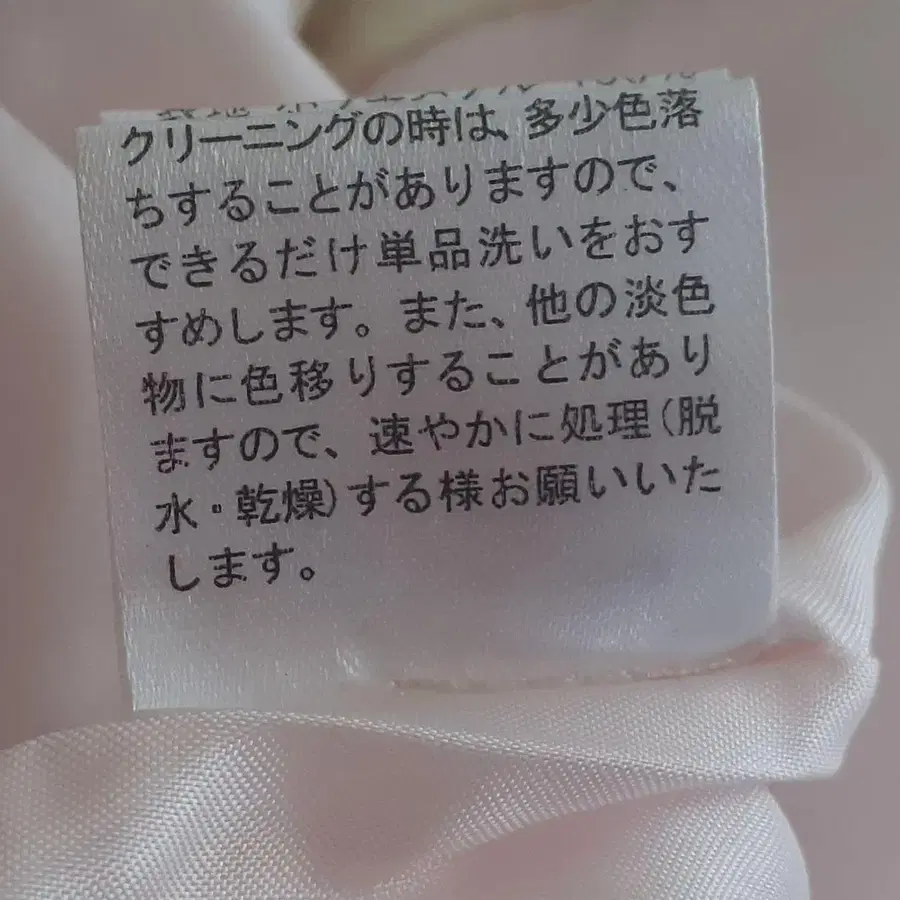 クリーニングの時は、多少色落
ちすることがありますので、
できるだけ単品洗いをおす
すめします。また、他の淡色
物に色移りすることがあり
ますので、速やかに処理(脱
水・乾燥)する様お願いいた
します。